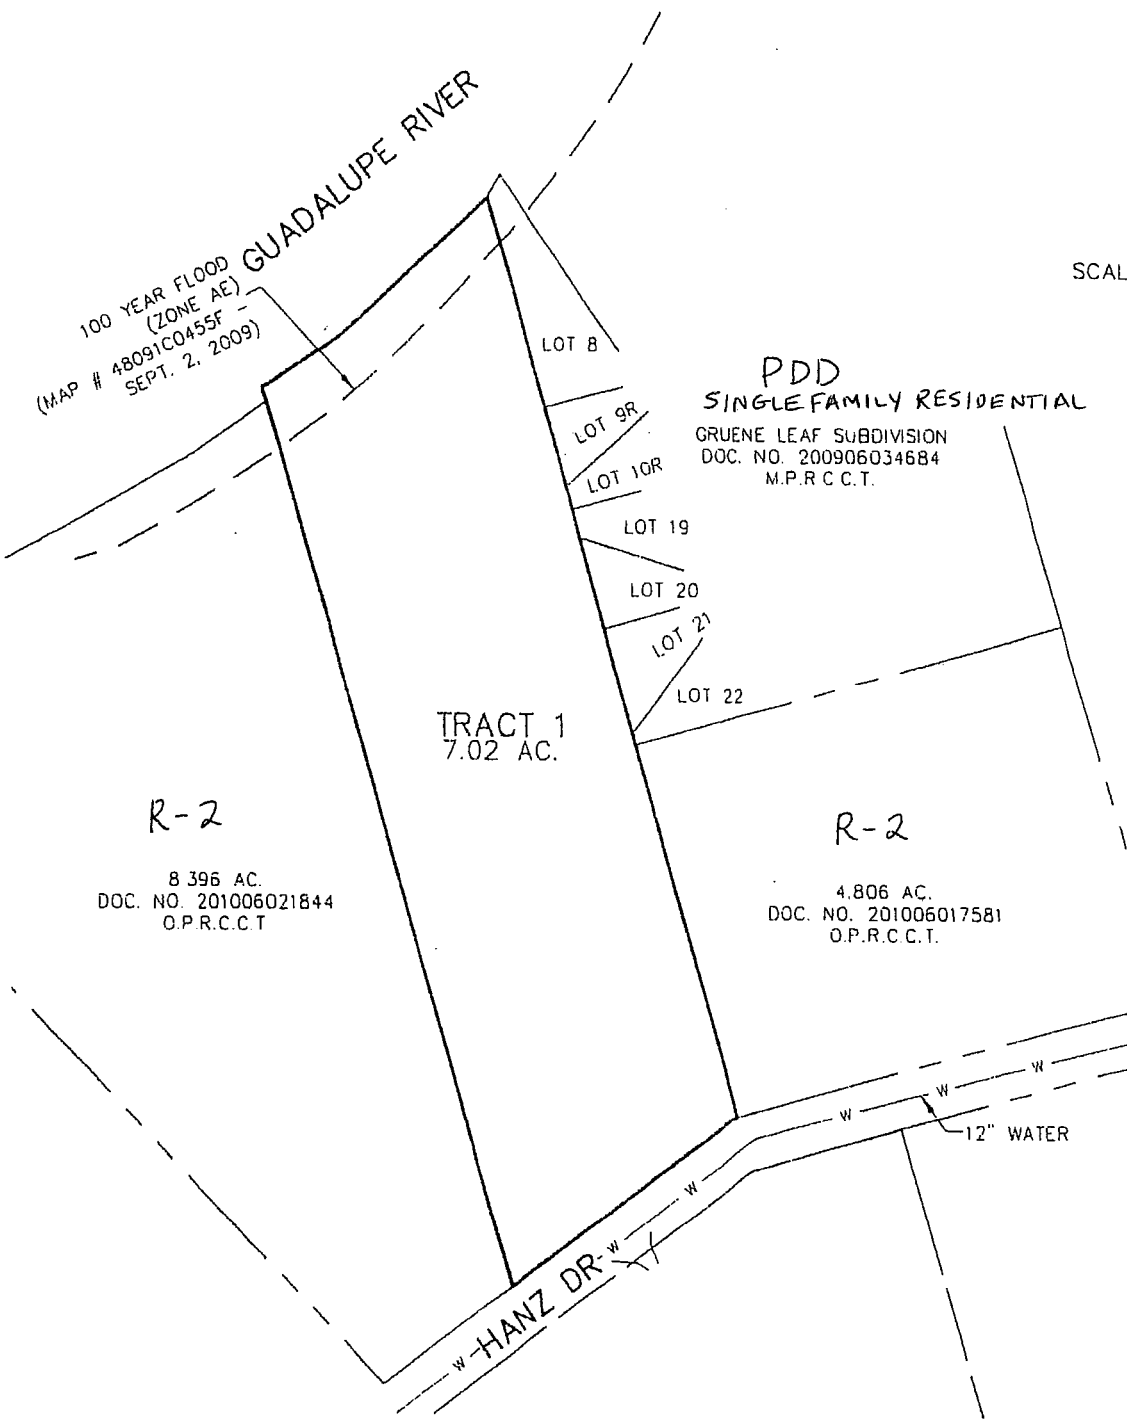 GUADALUPE RIVER
100 YEAR FLOOD
(ZONE AE)
(MAP # 48091C0455F -
SEPT. 2, 2009)
SCAL
LOT 8
PDD
SINGLE FAMILY RESIDENTIAL
GRUENE LEAF SUBDIVISION
DOC. NO. 200906034684
M.P.R C C.T.
LOT 9R
LOT 10R
LOT 19
LOT 20
LOT 21
LOT 22
TRACT 1
7.02 AC.
R-2
8 396 AC.
DOC. NO. 201006021844
O.P.R.C.C.T
R-2
4.806 AC.
DOC. NO. 201006017581
O.P.R.C.C.T.
W
W
W
12" WATER
W
W
HANZ DR
W